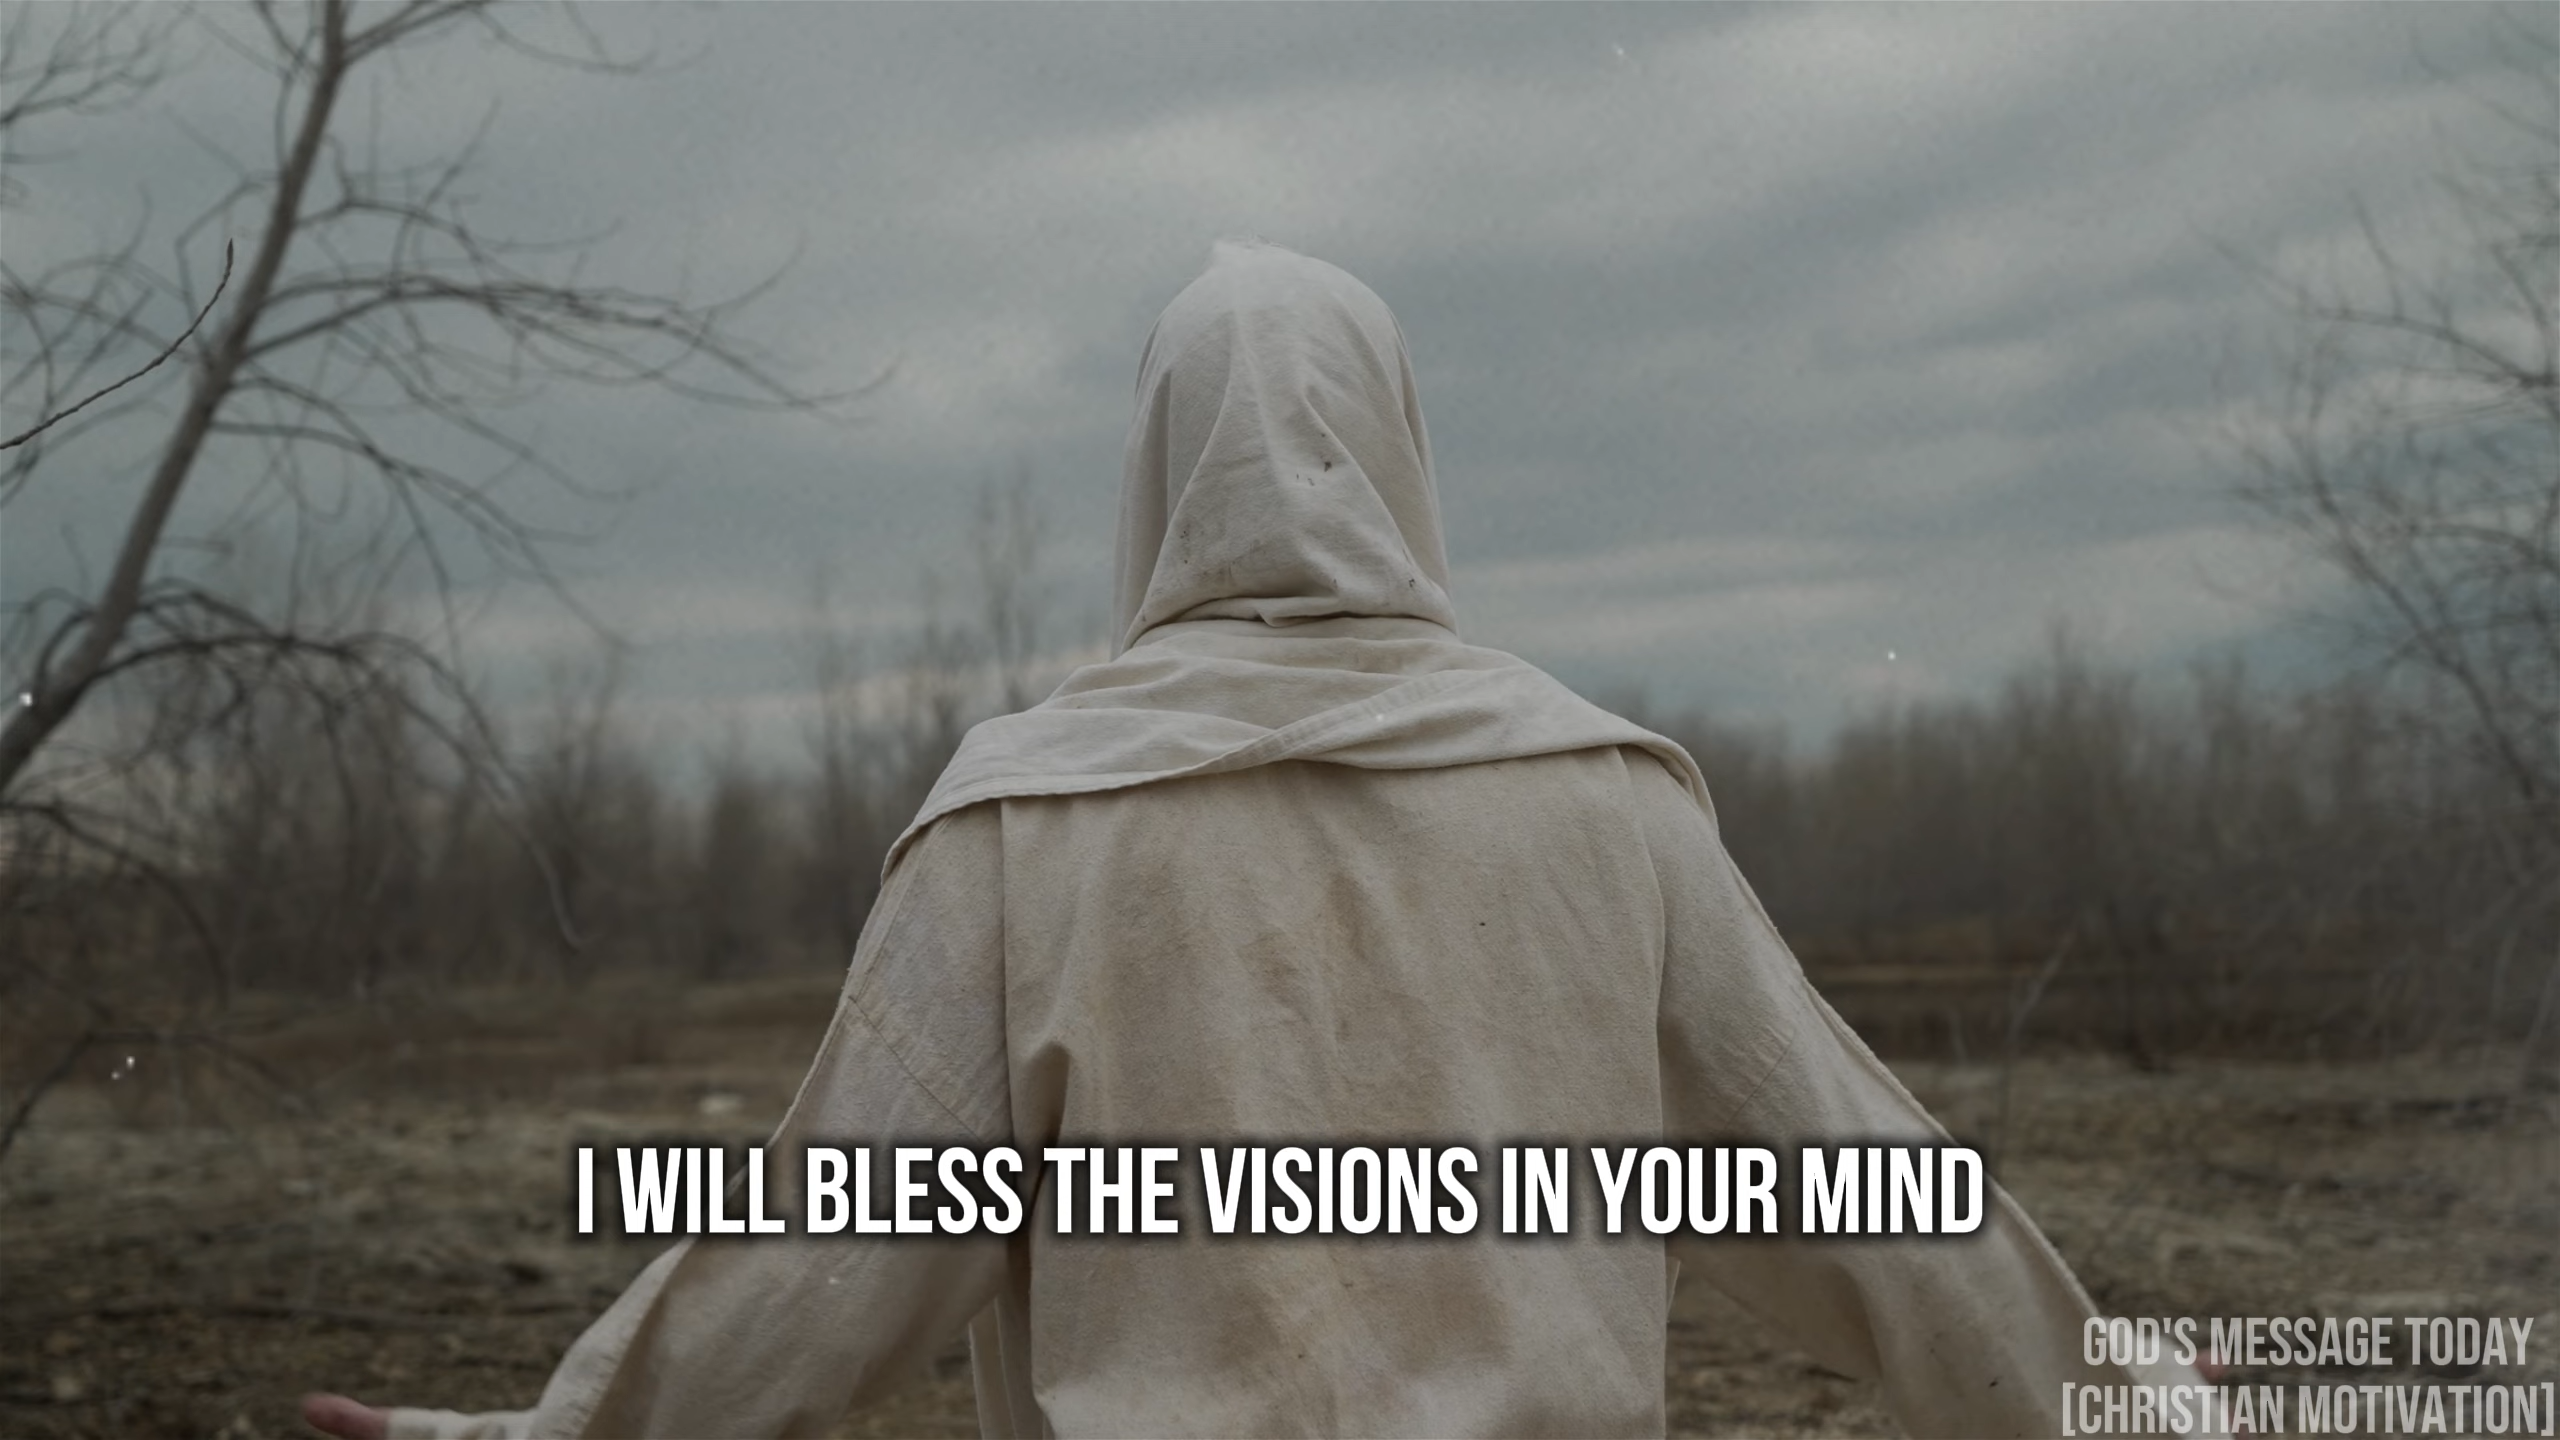 I WILL BLESS THE VISIONS IN YOUR MIND
GOD'S MESSAGE TODAY
[CHRISTIAN MOTIVATION]